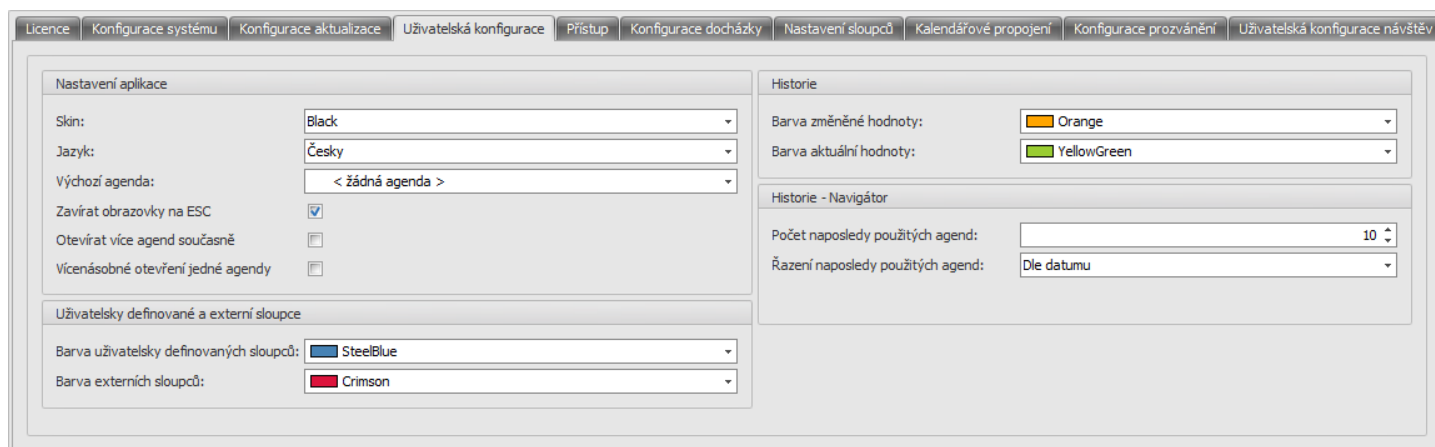 Licence Konfigurace systému Konfigurace aktualizace Uživatelská konfigurace Přístup Konfigurace docházky Nastavení sloupců Kalendářové propojení Konfigurace prozvánění Uživatelská konfigurace návštěv
Nastavení aplikace
Skin: Black
Jazyk: Česky
Výchozí agenda: < žádná agenda >
Zavírat obrazovky na ESC
Otevírat více agend současně
Vícenásobné otevření jedné agendy
Uživatelsky definované a externí sloupce
Barva uživatelsky definovaných sloupců: SteelBlue
Barva externích sloupců: Crimson
Historie
Barva změněné hodnoty: Orange
Barva aktuální hodnoty: YellowGreen
Historie - Navigátor
Počet naposledy použitých agend: 10
Řazení naposledy použitých agend: Dle datumu